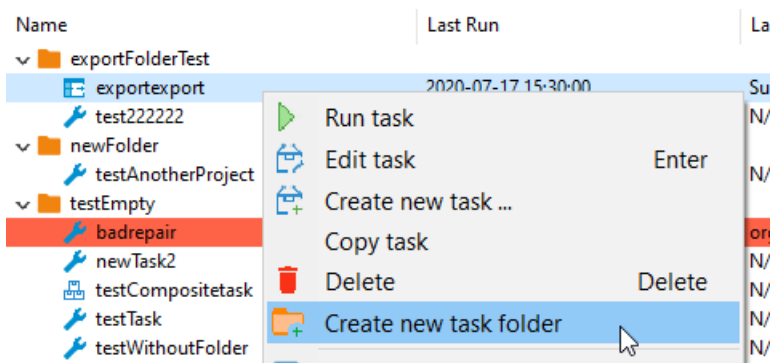 Name Last Run La
exportFolderTest
exportexport 2020-07-17 15:30:00 Su
test222222 N/
Run task
newFolder
Edit task Enter
testAnotherProject N/
Create new task ...
testEmpty
badrepair org
Copy task
newTask2 N/
Delete Delete
testCompositetask N/
testTask N/
Create new task folder
testWithoutFolder N/